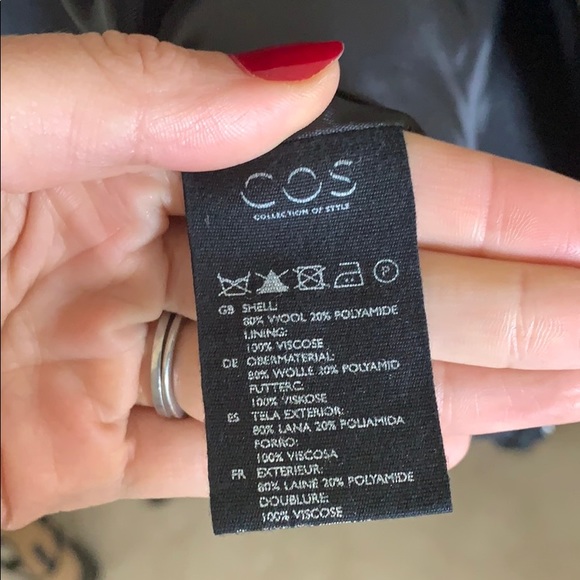 COS
COLLECTION OF STYLE
P
GB SHELL:
80% WOOL 20% POLYAMIDE
LINING:
100% VISCOSE
DE OBERMATERIAL:
80% WOLLE 20% POLYAMID
FUTTERC:
100% VISKOSE
ES TELA EXTERIOR:
80% LANA 20% POLIAMIDA
FORRO:
100% VISCOSA
FR EXTERIEUR:
80% LAINE 20% POLYAMIDE
DOUBLURE:
100% VISCOSE